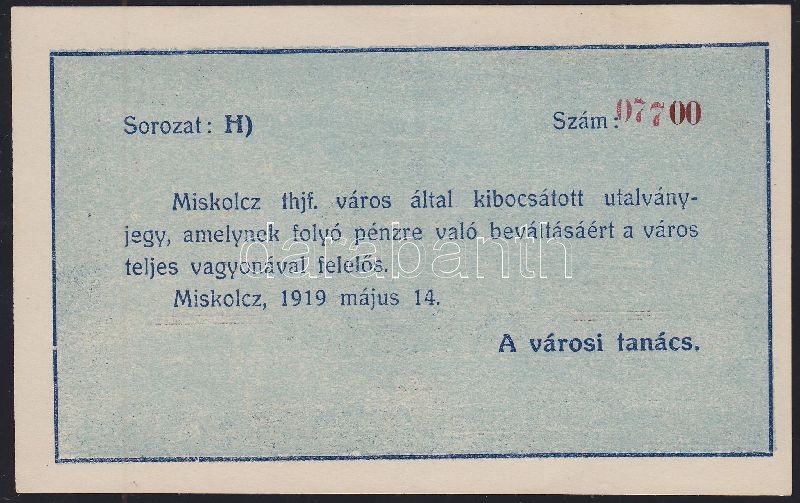 Sorozat: H) Szám: 07700
Miskolcz thjf. város által kibocsátott utalvány-
jegy, amelynek folyó pénzre való beváltásáért a város
teljes vagyonával felelős.
Miskolcz, 1919 május 14.
A városi tanács.
darabanth